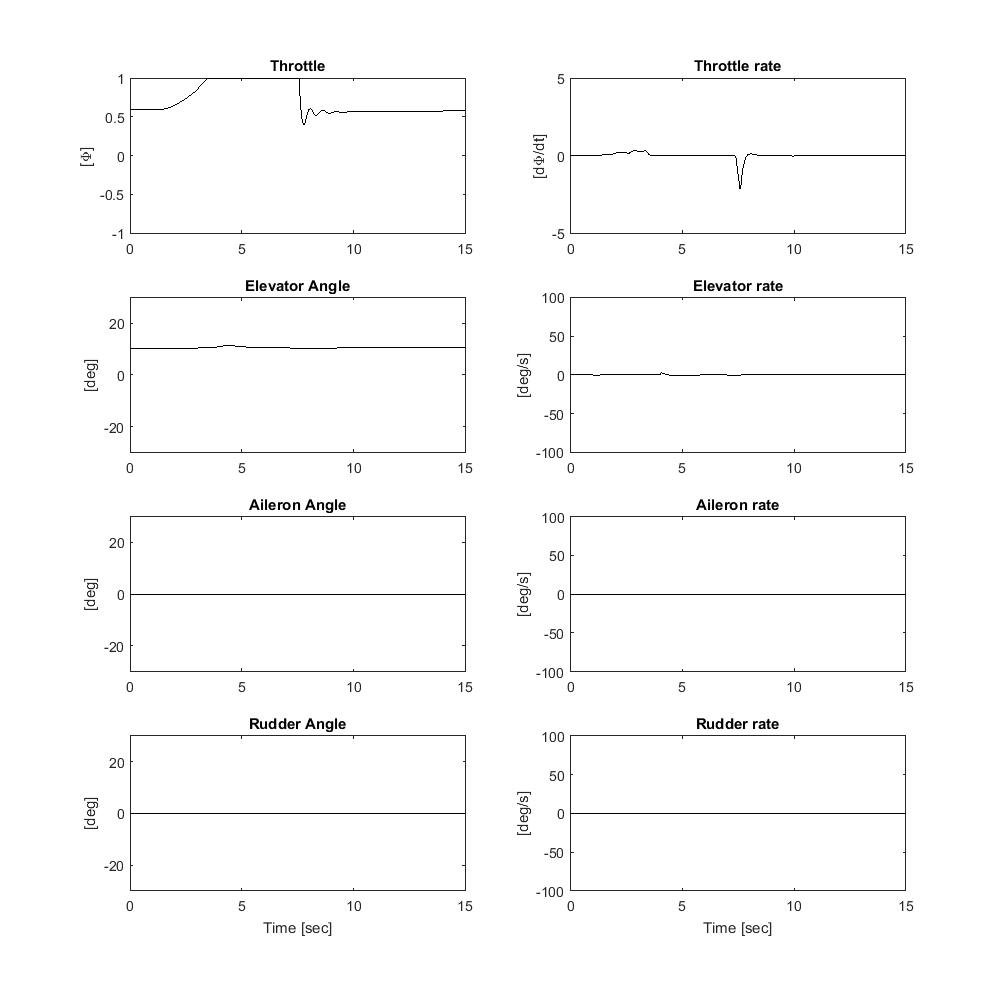 Throttle
1
0.5
0
-0.5
-1
[Φ]
0 5 10 15
Throttle rate
5
0
-5
[dΦ/dt]
0 5 10 15
Elevator Angle
20
0
-20
[deg]
0 5 10 15
Elevator rate
100
50
0
-50
-100
[deg/s]
0 5 10 15
Aileron Angle
20
0
-20
[deg]
0 5 10 15
Aileron rate
100
50
0
-50
-100
[deg/s]
0 5 10 15
Rudder Angle
20
0
-20
[deg]
0 5 10 15
Time [sec]
Rudder rate
100
50
0
-50
-100
[deg/s]
0 5 10 15
Time [sec]